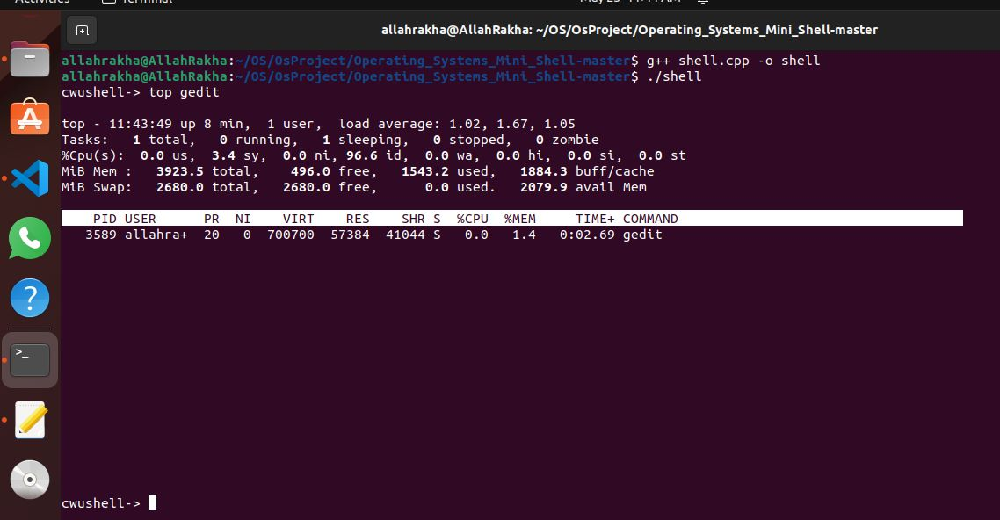 Activities Terminal May 23 11:44 AM
allahrakha@AllahRakha: ~/OS/OsProject/Operating_Systems_Mini_Shell-master
allahrakha@AllahRakha:~/OS/OsProject/Operating_Systems_Mini_Shell-master$ g++ shell.cpp -o shell
allahrakha@AllahRakha:~/OS/OsProject/Operating_Systems_Mini_Shell-master$ ./shell
cwushell-> top gedit
top - 11:43:49 up 8 min,  1 user,  load average: 1.02, 1.67, 1.05
Tasks:   1 total,   0 running,   1 sleeping,   0 stopped,   0 zombie
%Cpu(s):  0.0 us,  3.4 sy,  0.0 ni, 96.6 id,  0.0 wa,  0.0 hi,  0.0 si,  0.0 st
MiB Mem :   3923.5 total,    496.0 free,   1543.2 used,   1884.3 buff/cache
MiB Swap:   2680.0 total,   2680.0 free,      0.0 used.   2079.9 avail Mem
PID USER      PR  NI    VIRT    RES    SHR S  %CPU  %MEM     TIME+ COMMAND
3589 allahra+  20   0  700700  57384  41044 S   0.0   1.4   0:02.69 gedit
cwushell->